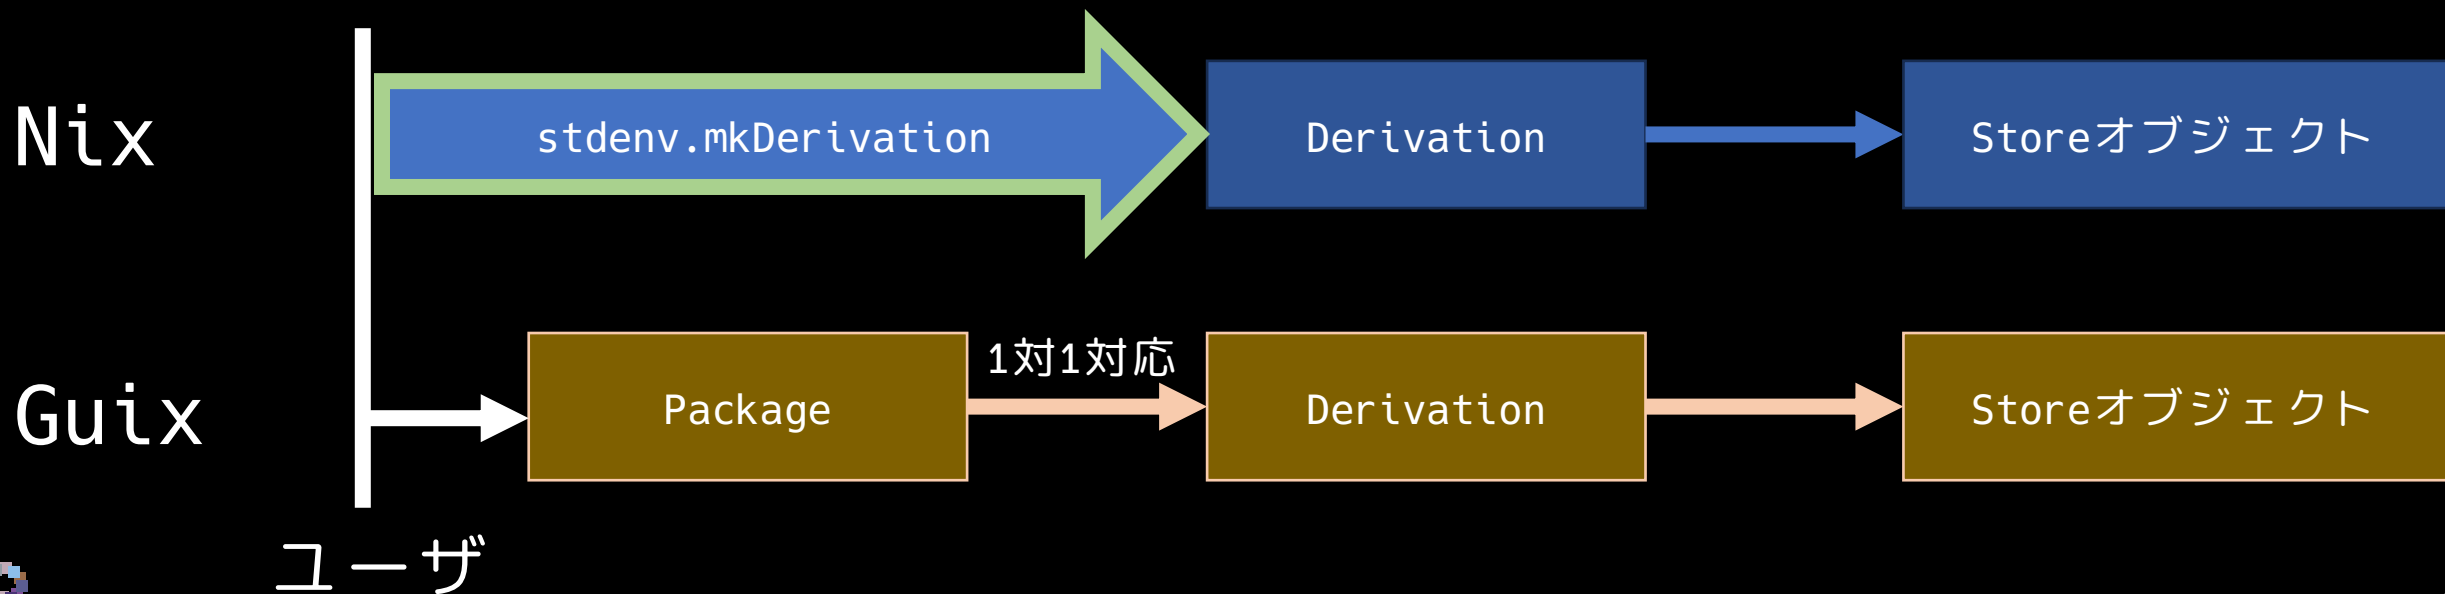 Nix
stdenv.mkDerivation
Derivation
Storeオブジェクト
Guix
Package
1対1対応
Derivation
Storeオブジェクト
ユーザ